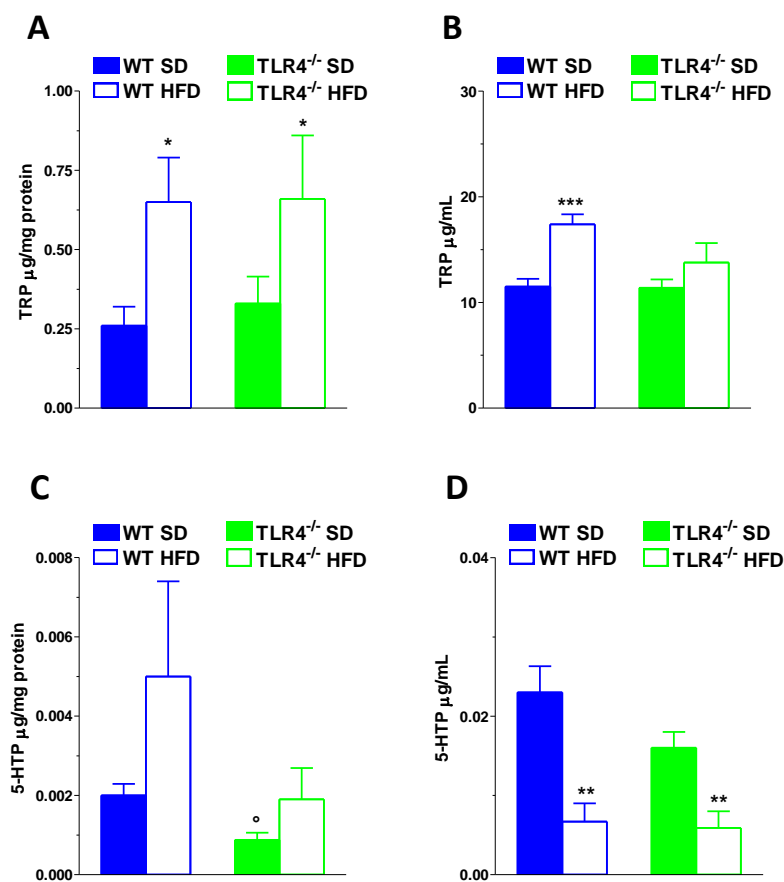 A
WT SD TLR4-/- SD
WT HFD TLR4-/- HFD
1.00
0.75
0.50
0.25
0.00
TRP μg/mg protein
*
*
B
WT SD TLR4-/- SD
WT HFD TLR4-/- HFD
30
20
10
0
TRP μg/mL
***
C
WT SD TLR4-/- SD
WT HFD TLR4-/- HFD
0.008
0.006
0.004
0.002
0.000
5-HTP μg/mg protein
°
D
WT SD TLR4-/- SD
WT HFD TLR4-/- HFD
0.04
0.02
0.00
5-HTP μg/mL
**
**